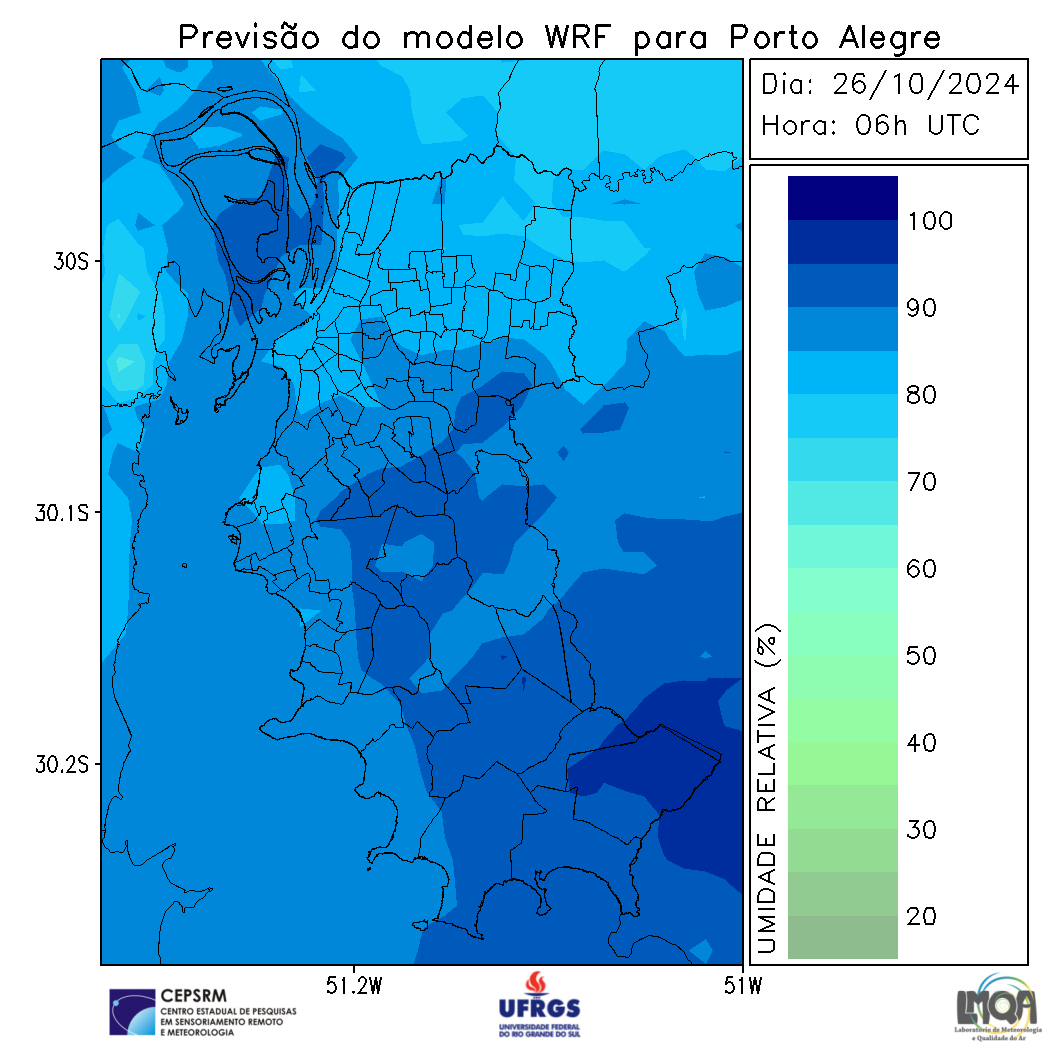 Previsão do modelo WRF para Porto Alegre
Dia: 26/10/2024
Hora: 06h UTC
30S
30.1S
30.2S
51.2W
51W
100
90
80
70
60
50
40
30
20
UMIDADE RELATIVA (%)
CEPSRM
CENTRO ESTADUAL DE PESQUISAS
EM SENSORIAMENTO REMOTO
E METEOROLOGIA
UFRGS
UNIVERSIDADE FEDERAL
DO RIO GRANDE DO SUL
LMQA
Laboratório de Meteorologia
e Qualidade do Ar